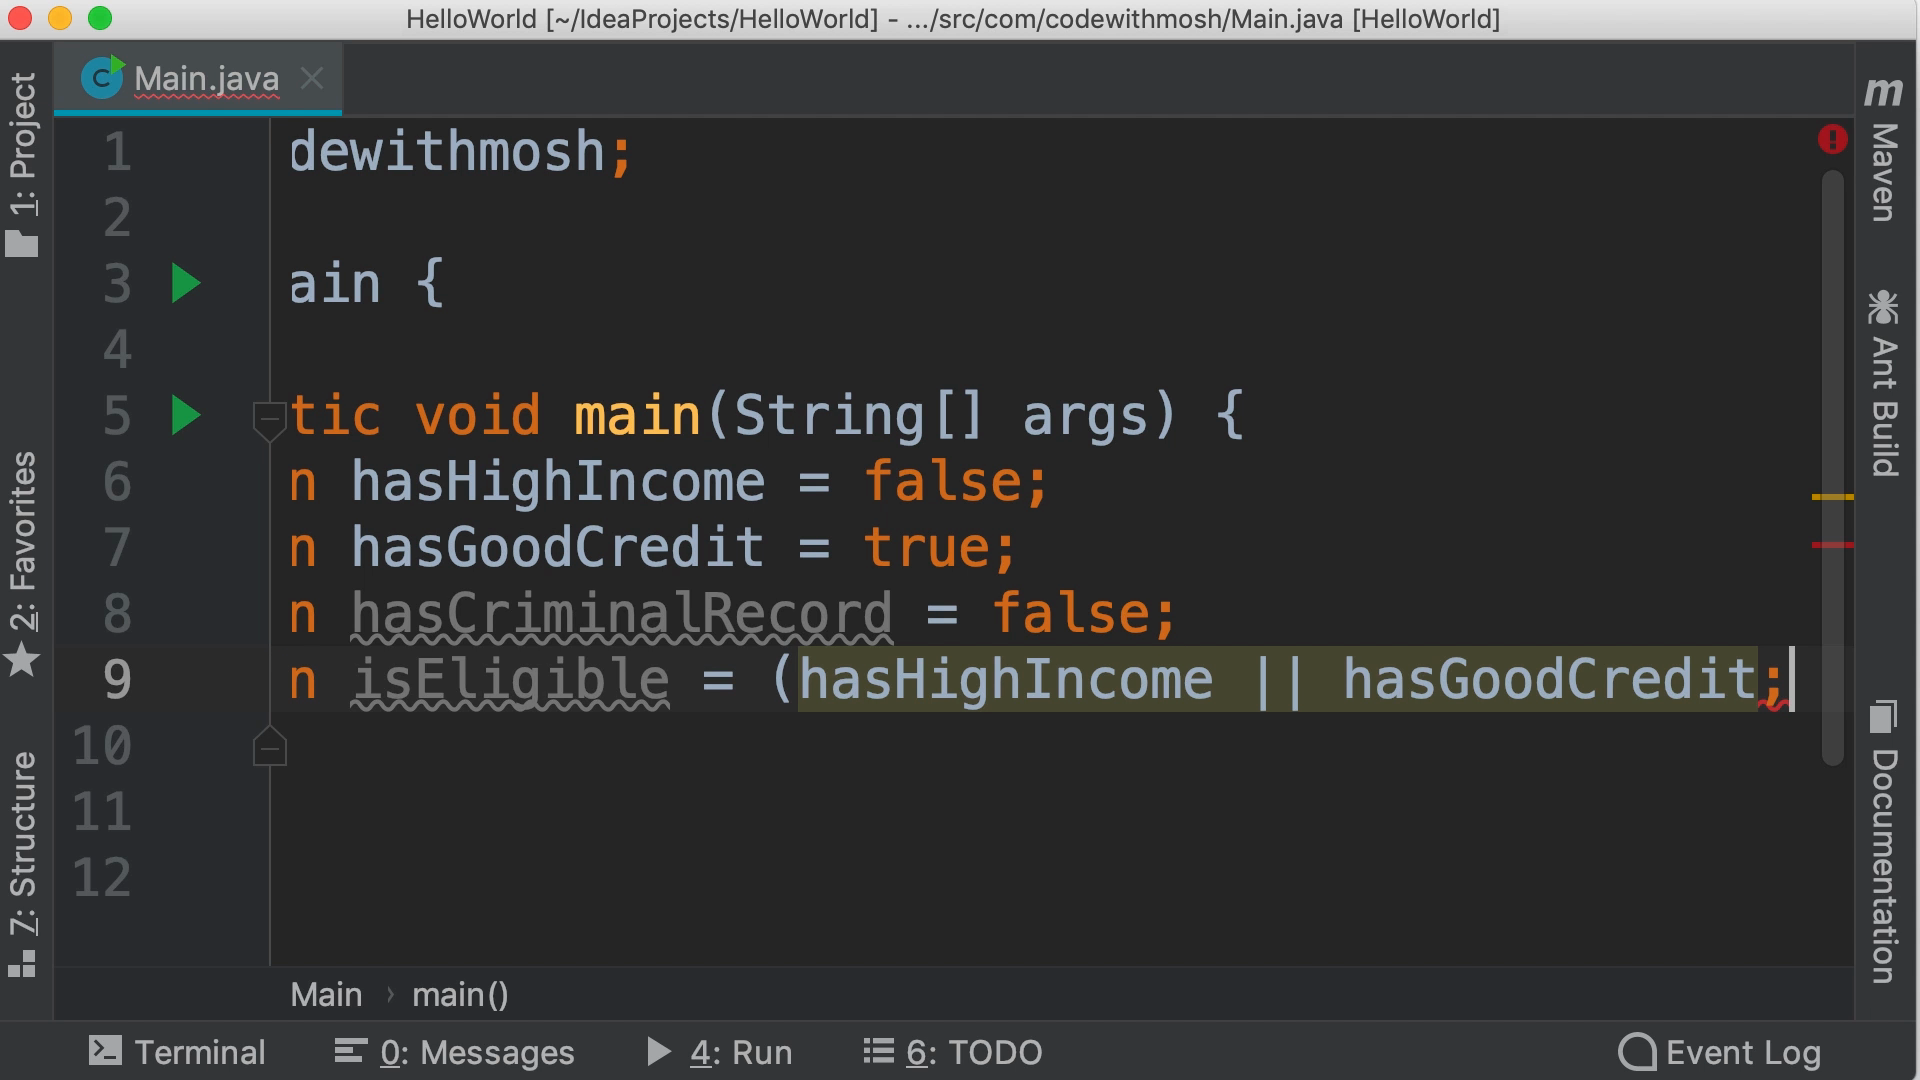 HelloWorld [~/IdeaProjects/HelloWorld] - .../src/com/codewithmosh/Main.java [HelloWorld]
Main.java
1: Project
2: Favorites
7: Structure
1 dewithmosh;
2
3 ain {
4
5 tic void main(String[] args) {
6 n hasHighIncome = false;
7 n hasGoodCredit = true;
8 n hasCriminalRecord = false;
9 n isEligible = (hasHighIncome || hasGoodCredit;
10
11
12
m Maven
Ant Build
Documentation
Main › main()
Terminal
0: Messages
4: Run
6: TODO
Event Log